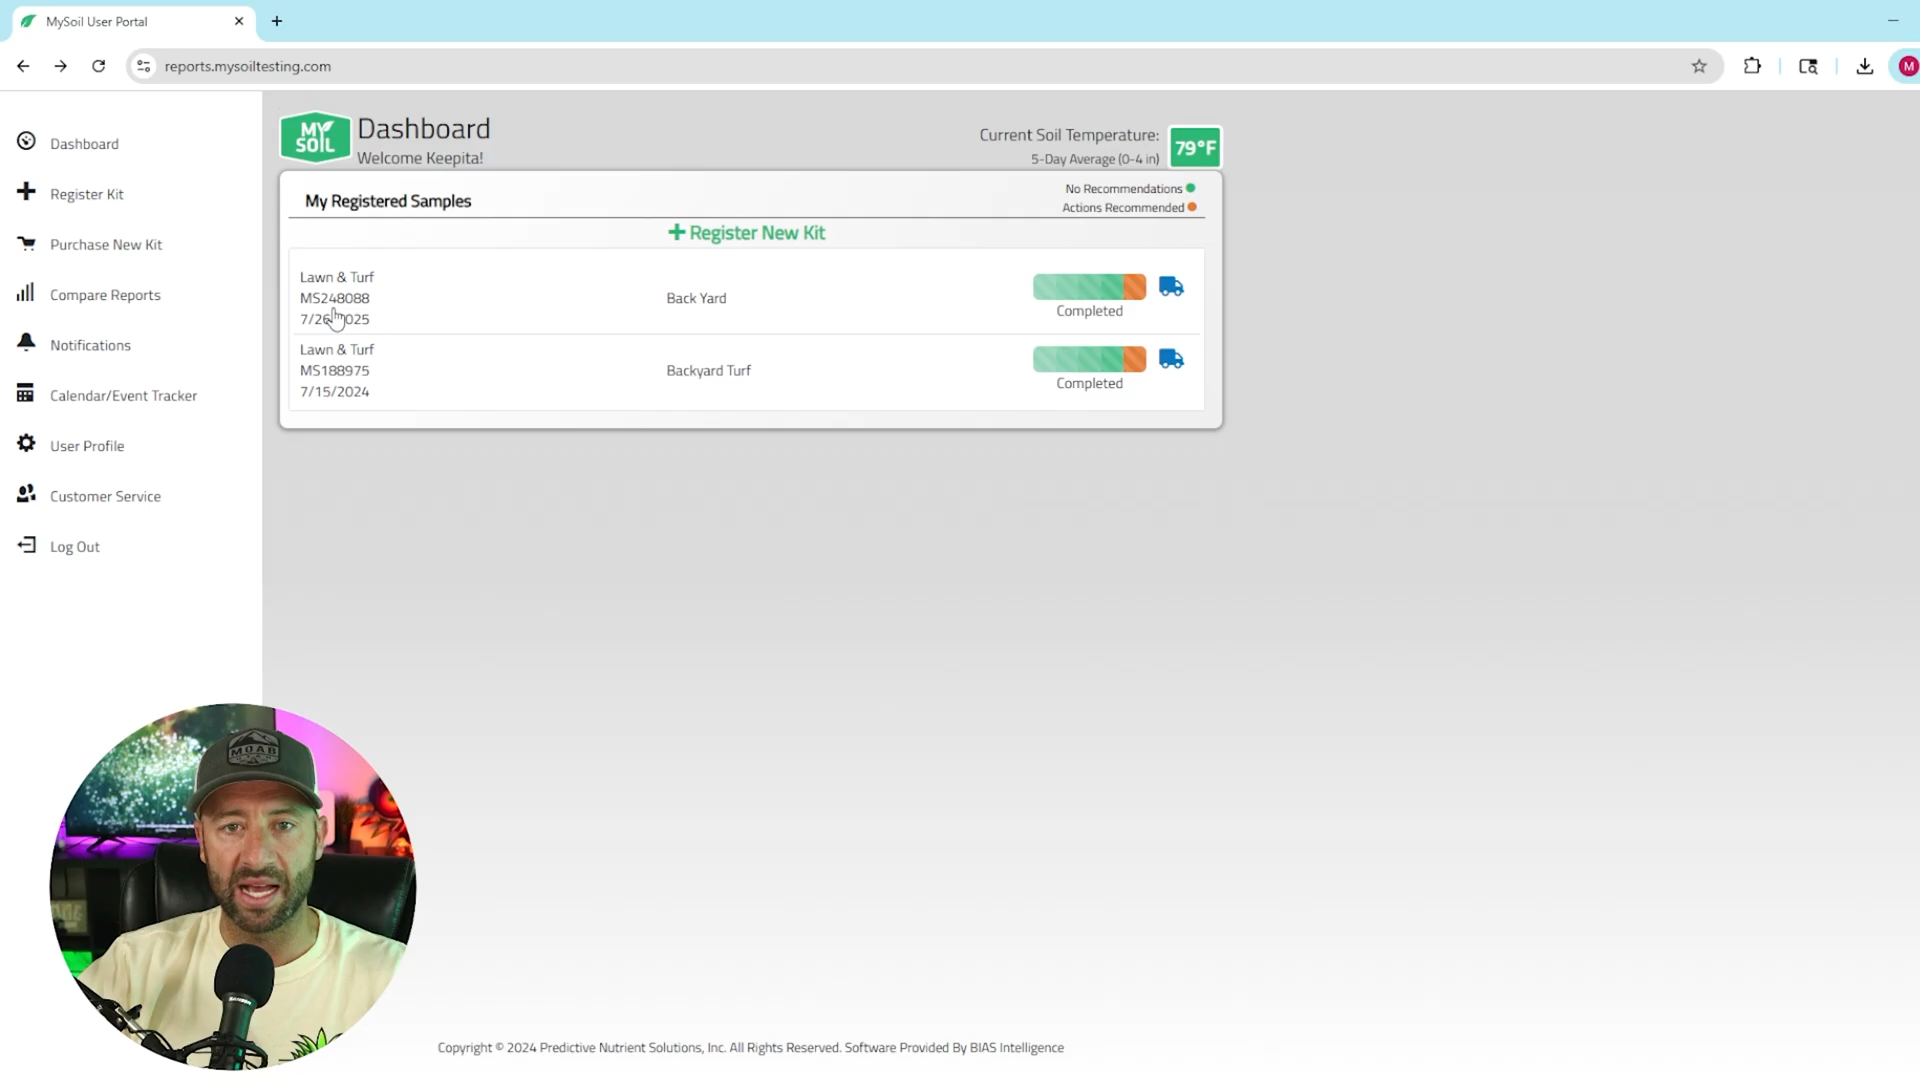 MySoil User Portal
reports.mysoiltesting.com
M
Dashboard
Register Kit
Purchase New Kit
Compare Reports
Notifications
Calendar/Event Tracker
User Profile
Customer Service
Log Out
MY
SOIL
Dashboard
Welcome Keepita!
Current Soil Temperature:
5-Day Average (0-4 in)
79°F
My Registered Samples
No Recommendations
Actions Recommended
Register New Kit
Lawn & Turf
MS248088
7/26/2025
Back Yard
Completed
Lawn & Turf
MS188975
7/15/2024
Backyard Turf
Completed
MOAB
SAMSON
Copyright © 2024 Predictive Nutrient Solutions, Inc. All Rights Reserved. Software Provided By BIAS Intelligence